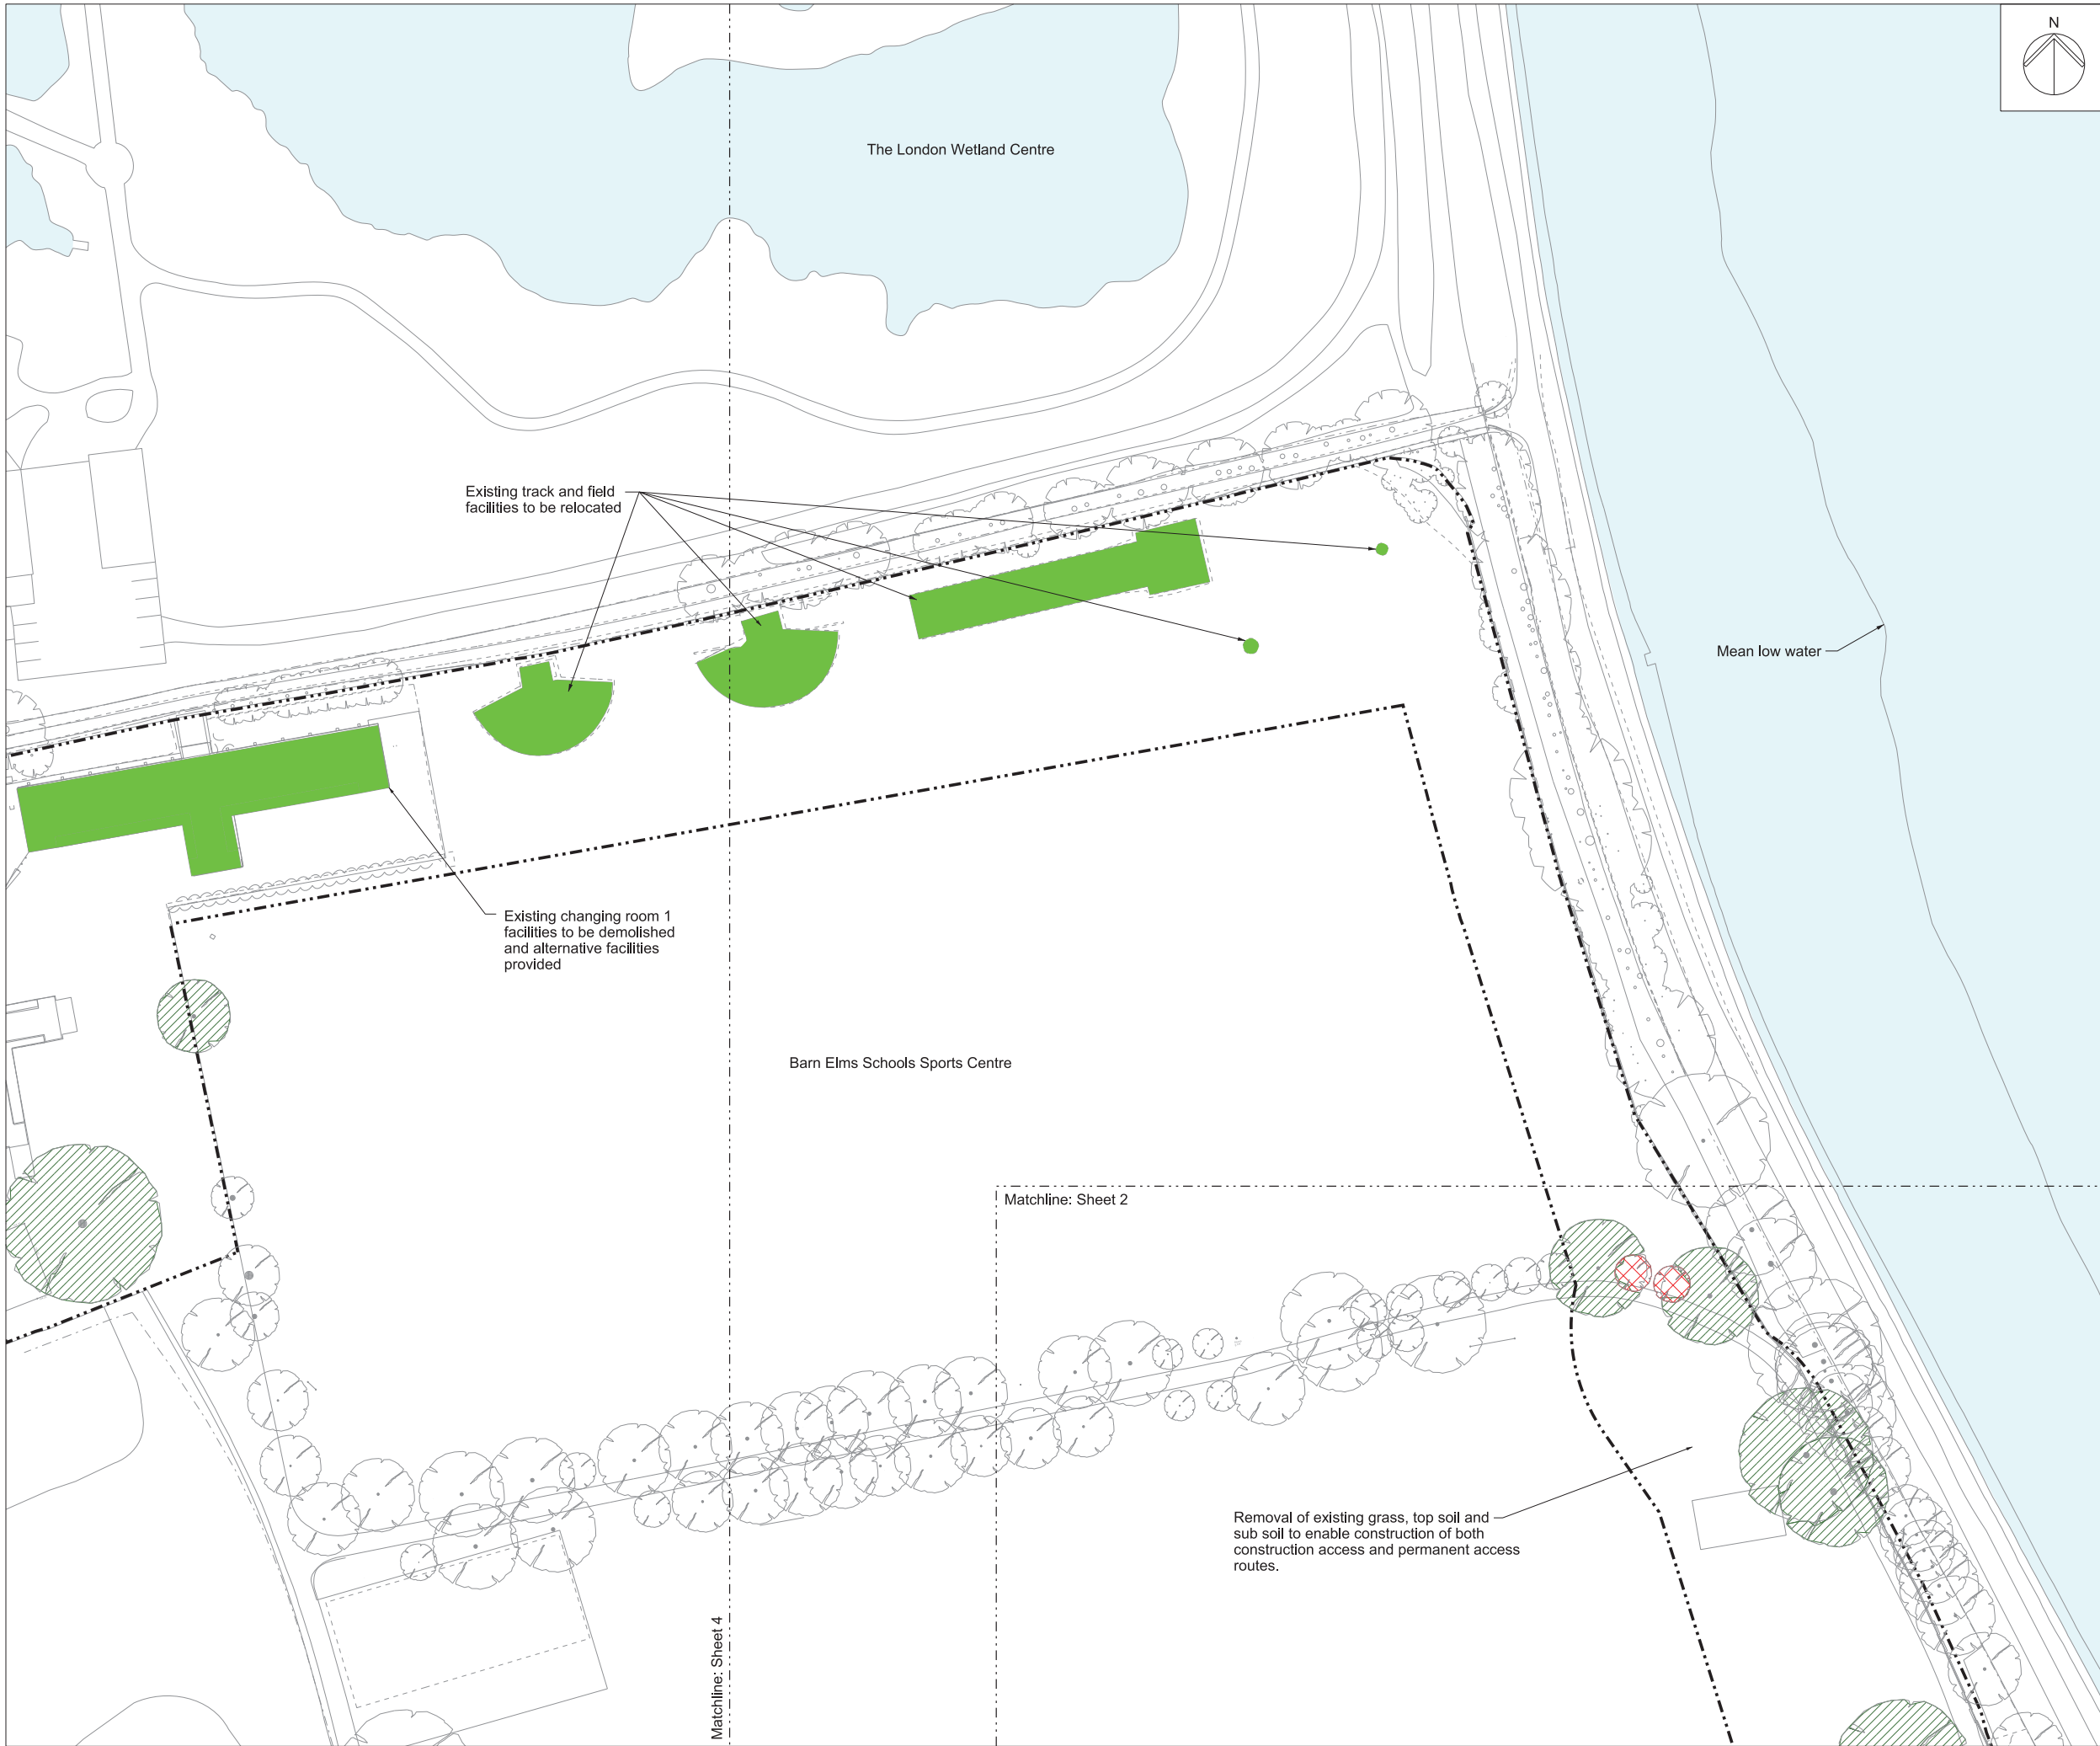 N
The London Wetland Centre
Existing track and field
facilities to be relocated
Mean low water
Existing changing room 1
facilities to be demolished
and alternative facilities
provided
Barn Elms Schools Sports Centre
Matchline: Sheet 2
Removal of existing grass, top soil and
sub soil to enable construction of both
construction access and permanent access
routes.
Matchline: Sheet 4